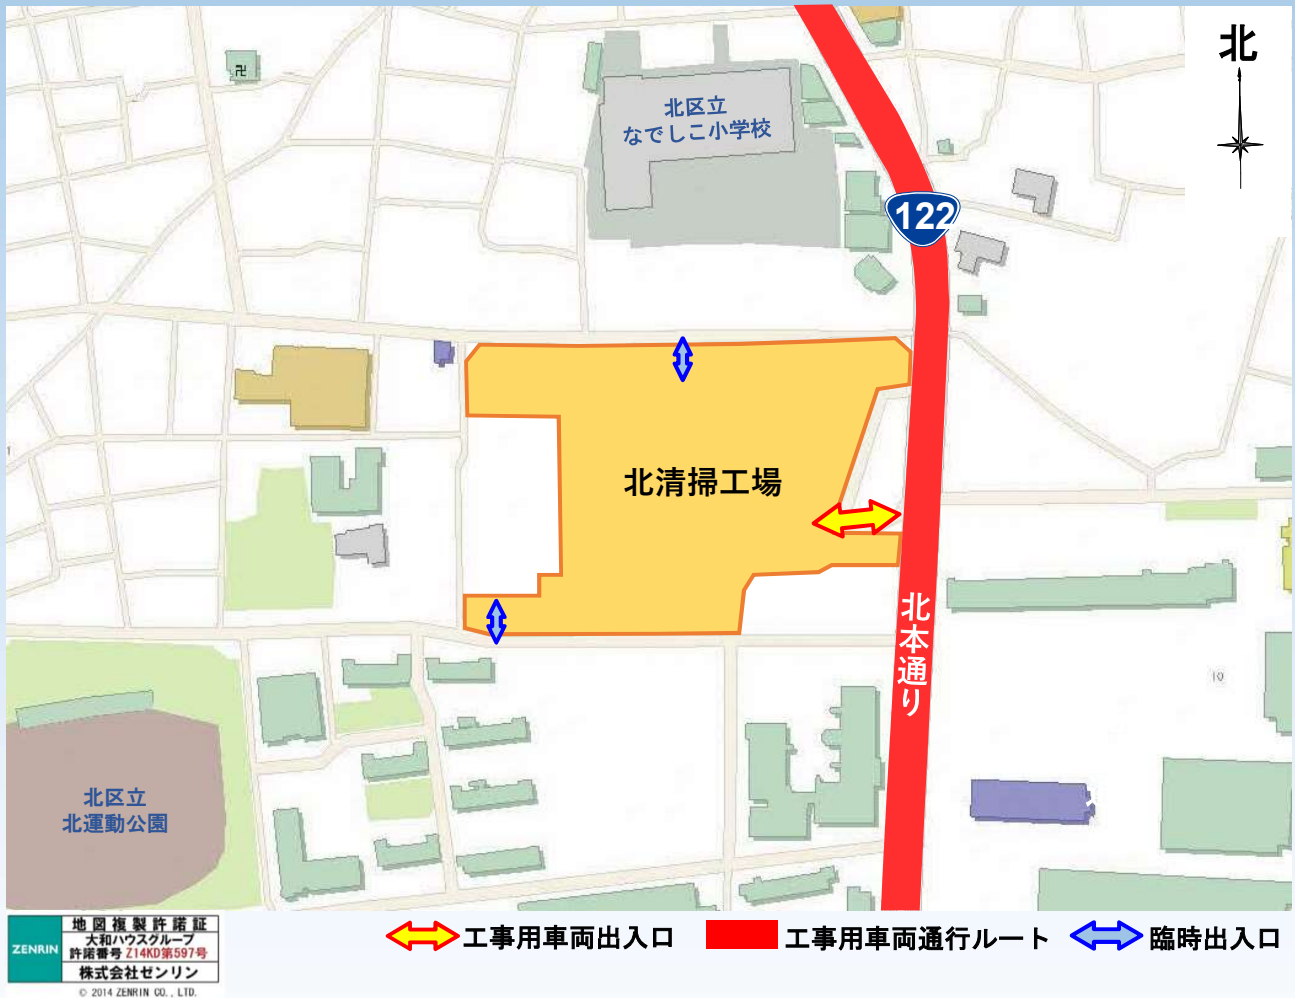 北
卍
北区立
なでしこ小学校
122
北清掃工場
北本通り
北区立
北運動公園
ZENRIN
地図複製許諾証
大和ハウスグループ
許諾番号 Z14KD第597号
株式会社ゼンリン
© 2014 ZENRIN CO., LTD.
工事用車両出入口
工事用車両通行ルート
臨時出入口